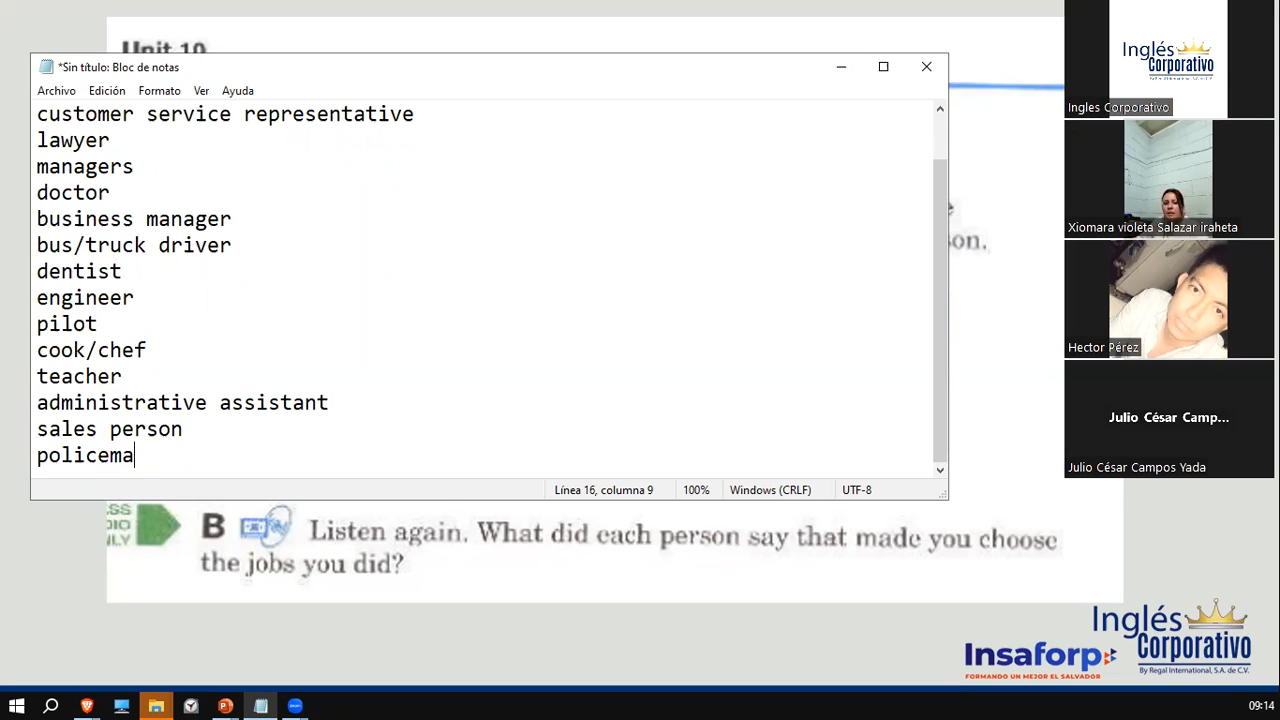 Unit 10
*Sin título: Bloc de notas
Archivo Edición Formato Ver Ayuda
customer service representative
lawyer
managers
doctor
business manager
bus/truck driver
dentist
engineer
pilot
cook/chef
teacher
administrative assistant
sales person
policema
Línea 16, columna 9 100% Windows (CRLF) UTF-8
son.
B Listen again. What did each person say that made you choose
the jobs you did?
Inglés
Corporativo
Ingles Corporativo
Xiomara violeta Salazar iraheta
Hector Pérez
Julio César Camp...
Julio César Campos Yada
Insaforp
FORMANDO UN MEJOR EL SALVADOR
Inglés
Corporativo
By Regal International, S.A. de C.V.
09:14